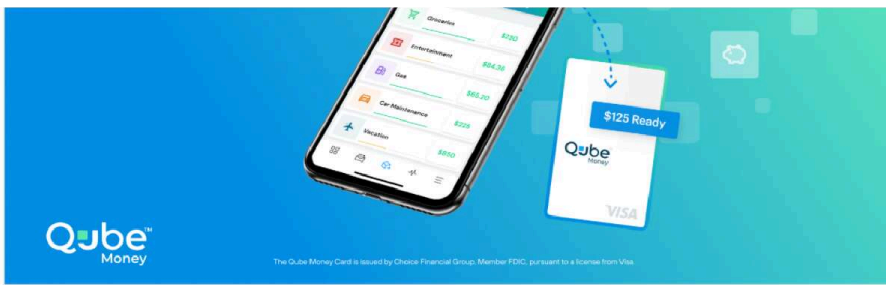 Groceries
$220
Entertainment
$84.36
Gas
$65.20
Car Maintenance
$225
Vacation
$850
$125 Ready
Qube
Money
VISA
Qube™
Money
The Qube Money Card is issued by Choice Financial Group, Member FDIC, pursuant to a license from Visa